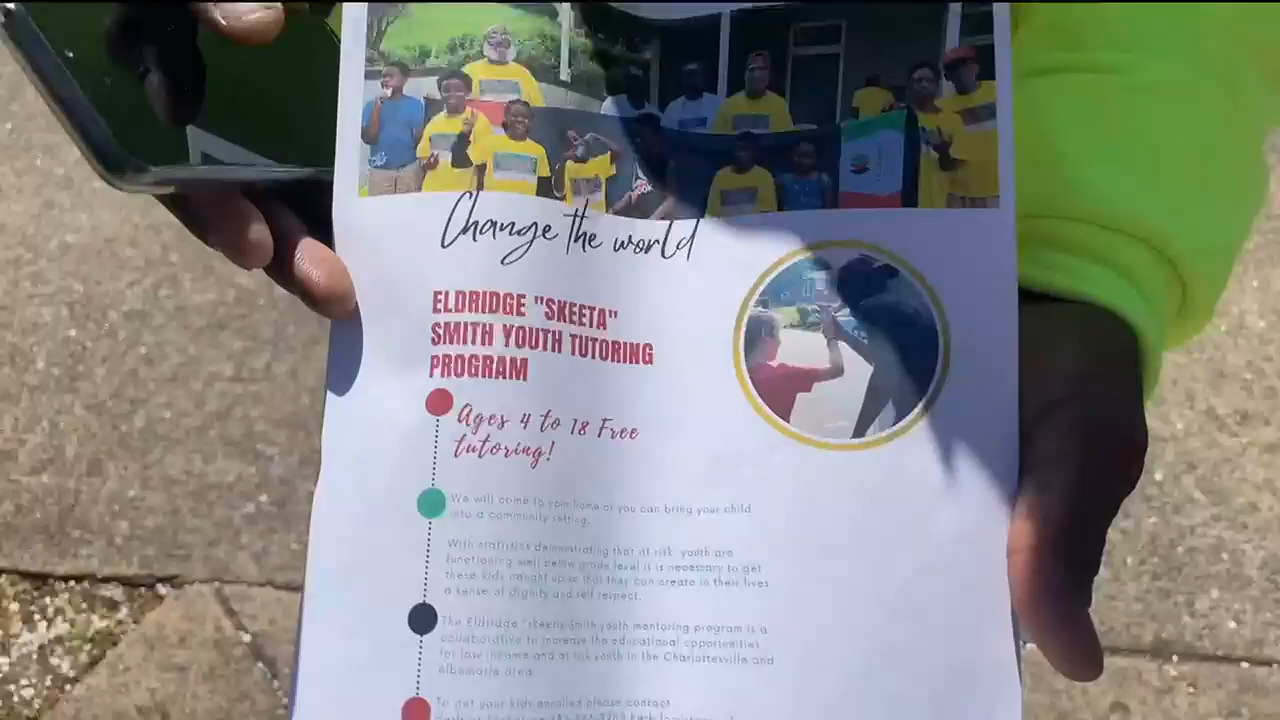 Change the world
ELDRIDGE "SKEETA"
SMITH YOUTH TUTORING
PROGRAM
Ages 4 to 18 Free
tutoring!
We will come to your home or you can bring your child
into a community setting.
With statistics demonstrating that at risk youth are
functioning well below grade level it is necessary to get
these kids caught up so that they can create in their lives
a sense of dignity and self respect.
The Eldridge "skeeta Smith youth mentoring program is a
collaborative to increase the educational opportunities
for low income and at risk youth in the Charlottesville and
Albemarle area.
To get your kids enrolled please contact